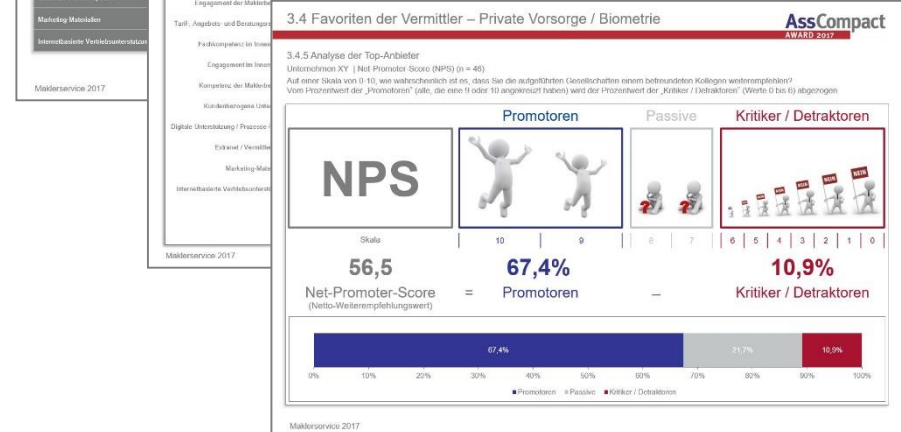 Marketing Materialien
Internetbasierte Vertriebsunterstützun
Maklerservice 2017
Engagement der Maklerbe
Tarif-, Angebots- und Beratungss
Fachkompetenz im Innen
Engagement im Innen
Kompetenz der Maklerbe
Kundenbezogene Unte
Digitale Unterstützung / Prozesse
Extranet / Vermittle
Marketing-Mate
Internetbasierte Vertriebsunterstü
Maklerservice 2017
3.4 Favoriten der Vermittler – Private Vorsorge / Biometrie
AssCompact
AWARD 2017
3.4.5 Analyse der Top-Anbieter
Unternehmen XY | Net-Promoter-Score (NPS) (n = 46)
Auf einer Skala von 0-10, wie wahrscheinlich ist es, dass Sie die aufgeführten Gesellschaften einem befreundeten Kollegen weiterempfehlen?
Vom Prozentwert der „Promotoren" (alle, die eine 9 oder 10 angekreuzt haben) wird der Prozentwert der „Kritiker / Detraktoren" (Werte 0 bis 6) abgezogen
Promotoren Passive Kritiker / Detraktoren
NPS
NEIN NEIN NEIN NEIN
Skala 10 9 8 7 6 5 4 3 2 1 0
56,5 67,4% 10,9%
Net-Promoter-Score = Promotoren – Kritiker / Detraktoren
(Netto-Weiterempfehlungswert)
67,4% 21,7% 10,9%
0% 10% 20% 30% 40% 50% 60% 70% 80% 90% 100%
Promotoren Passive Kritiker / Detraktoren
Maklerservice 2017